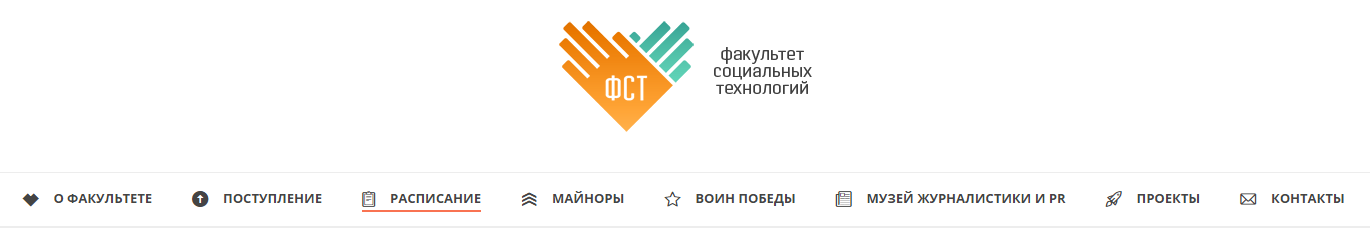 ФСТ
факультет
социальных
технологий
О ФАКУЛЬТЕТЕ ПОСТУПЛЕНИЕ РАСПИСАНИЕ МАЙНОРЫ ВОИН ПОБЕДЫ МУЗЕЙ ЖУРНАЛИСТИКИ И PR ПРОЕКТЫ КОНТАКТЫ